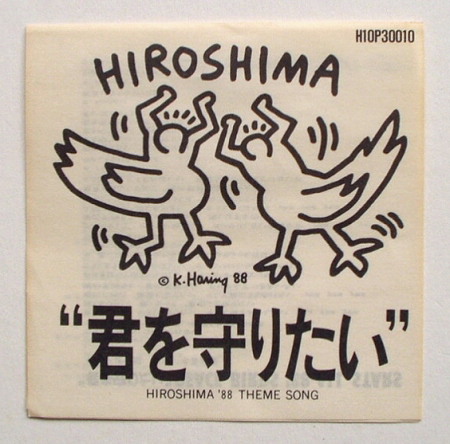 H10P30010
HIROSHIMA
© K. Haring 88
“君を守りたい”
HIROSHIMA '88 THEME SONG